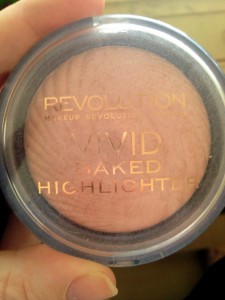 REVOLUTION
MAKEUP REVOLUTION
VIVID
BAKED
HIGHLIGHTER